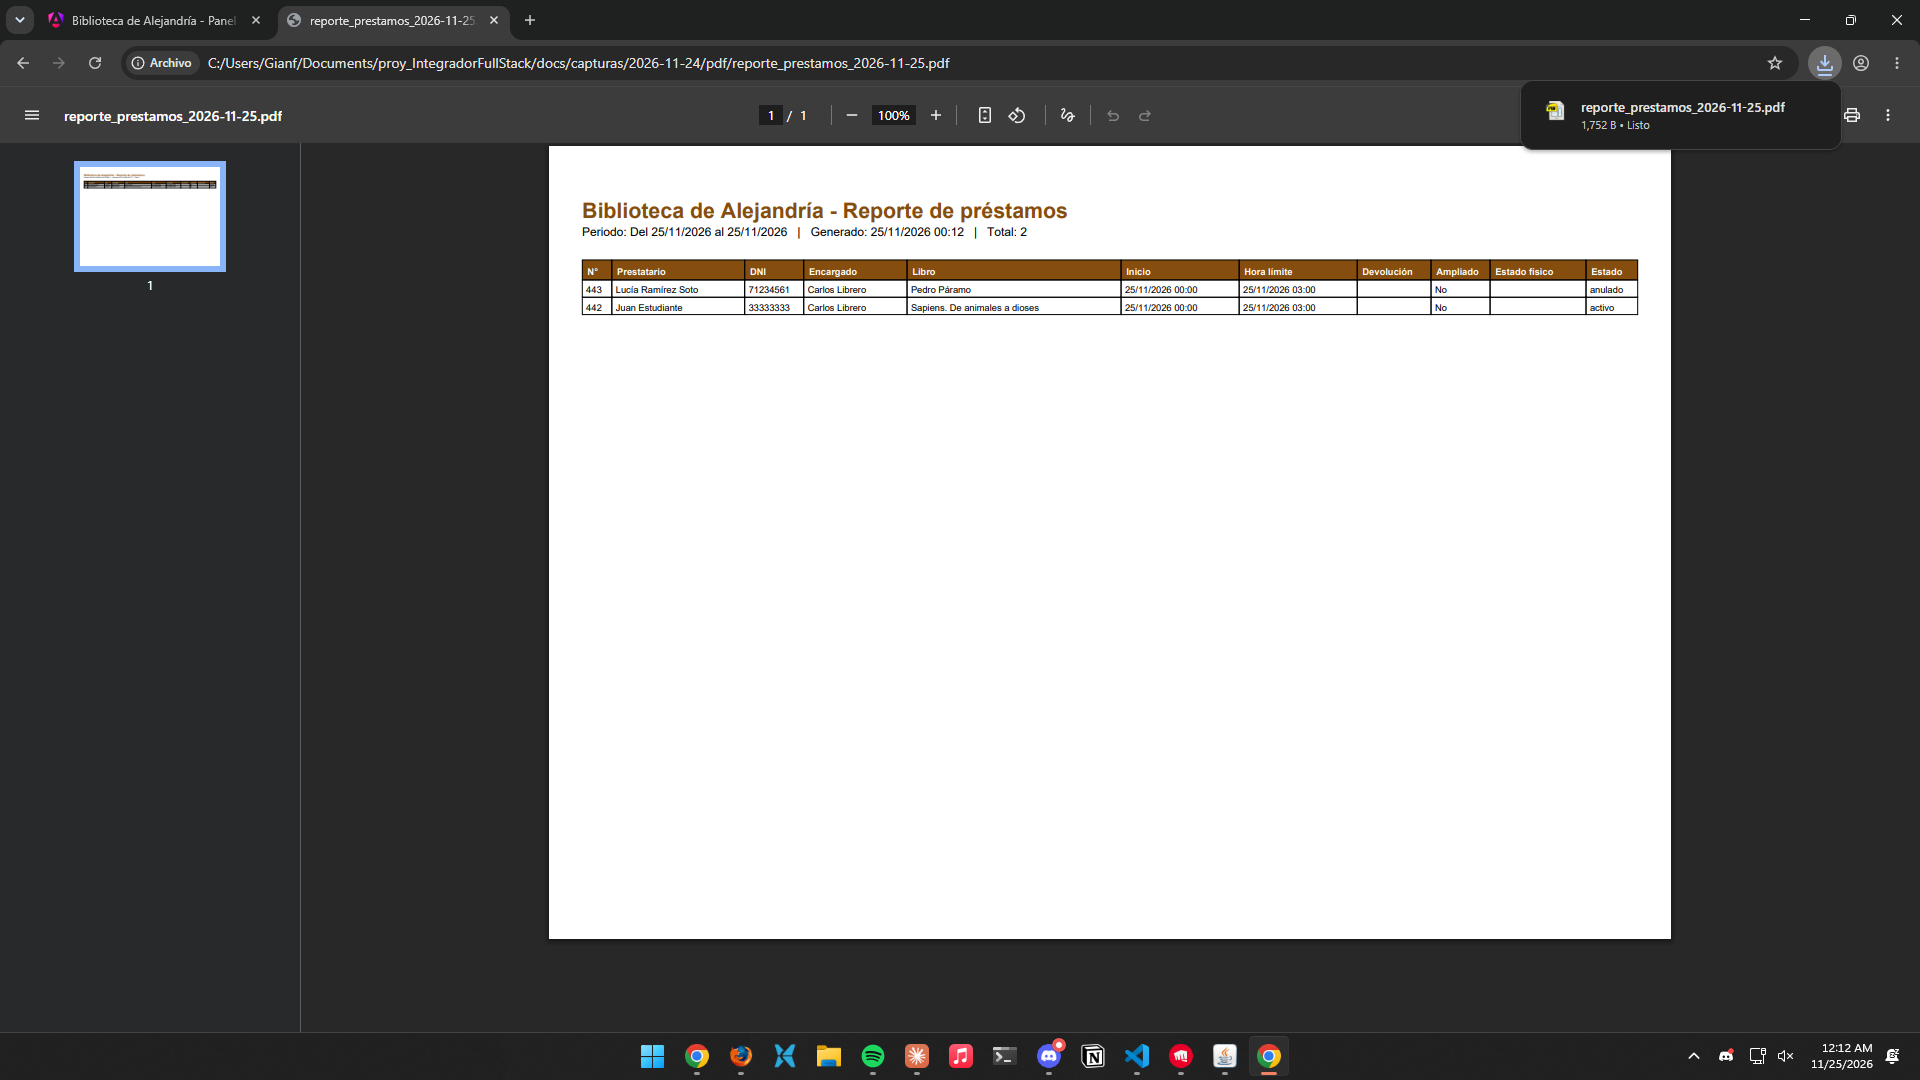 Biblioteca de Alejandría - Panel
reporte_prestamos_2026-11-25.
Archivo
C:/Users/Gianf/Documents/proy_IntegradorFullStack/docs/capturas/2026-11-24/pdf/reporte_prestamos_2026-11-25.pdf
reporte_prestamos_2026-11-25.pdf
1 / 1
100%
reporte_prestamos_2026-11-25.pdf
1,752 B • Listo
1
Biblioteca de Alejandría - Reporte de préstamos
Periodo: Del 25/11/2026 al 25/11/2026 | Generado: 25/11/2026 00:12 | Total: 2
N° Prestatario DNI Encargado Libro Inicio Hora límite Devolución Ampliado Estado físico Estado
443 Lucía Ramírez Soto 71234561 Carlos Librero Pedro Páramo 25/11/2026 00:00 25/11/2026 03:00 No anulado
442 Juan Estudiante 33333333 Carlos Librero Sapiens. De animales a dioses 25/11/2026 00:00 25/11/2026 03:00 No activo
12:12 AM
11/25/2026